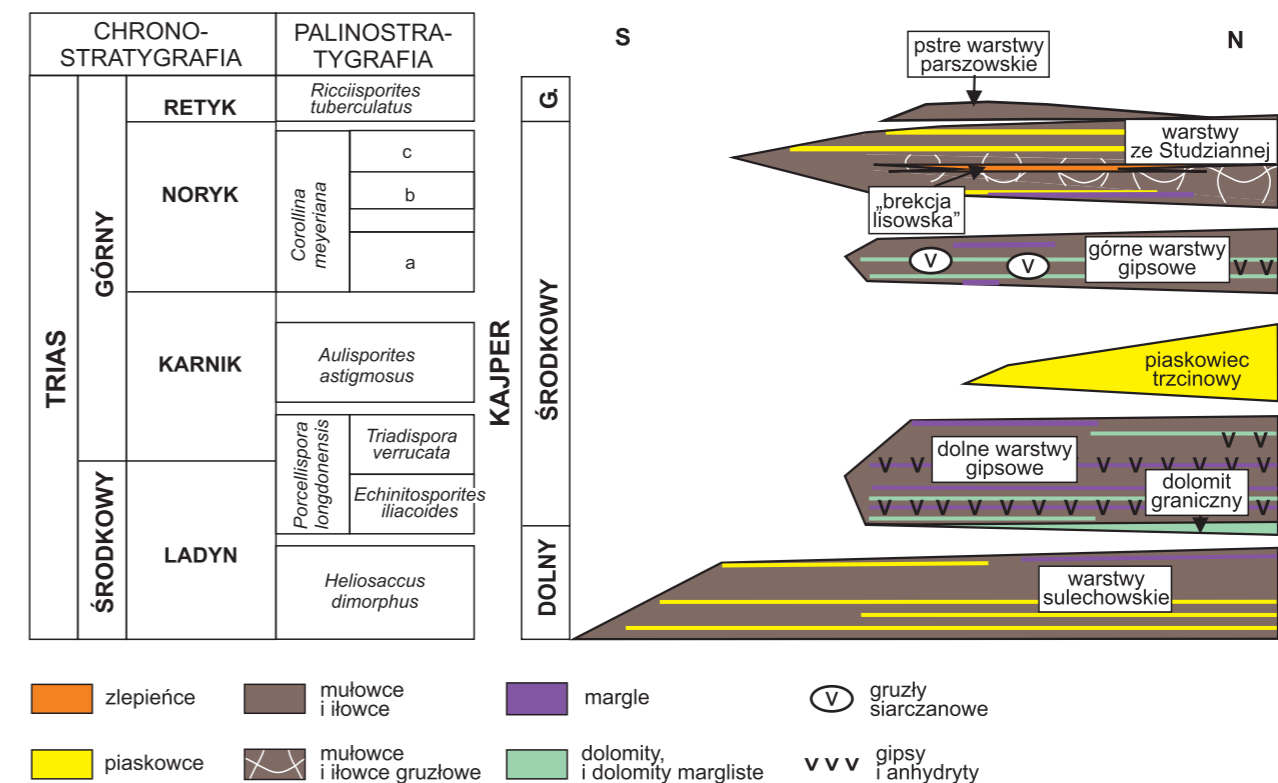 CHRONO-
STRATYGRAFIA
PALINOSTRA-
TYGRAFIA
TRIAS
GÓRNY
ŚRODKOWY
RETYK
NORYK
KARNIK
LADYN
Ricciisporites
tuberculatus
Corollina
meyeriana
c
b
a
Aulisporites
astigmosus
Porcellispora
longdonensis
Triadispora
verrucata
Echinitosporites
iliacoides
Heliosaccus
dimorphus
KAJPER
G.
ŚRODKOWY
DOLNY
S
N
pstre warstwy
parszowskie
warstwy
ze Studziannej
„brekcja
lisowska”
górne warstwy
gipsowe
V
V
V V
piaskowiec
trzcinowy
V V
dolne warstwy
gipsowe
V V V V V V V V V
dolomit
graniczny
V V V V V V V V V V V
warstwy
sulechowskie
zlepieńce
mułowce
i iłowce
margle
V
gruzły
siarczanowe
piaskowce
mułowce
i iłowce gruzłowe
dolomity,
i dolomity margliste
V V V
gipsy
i anhydryty